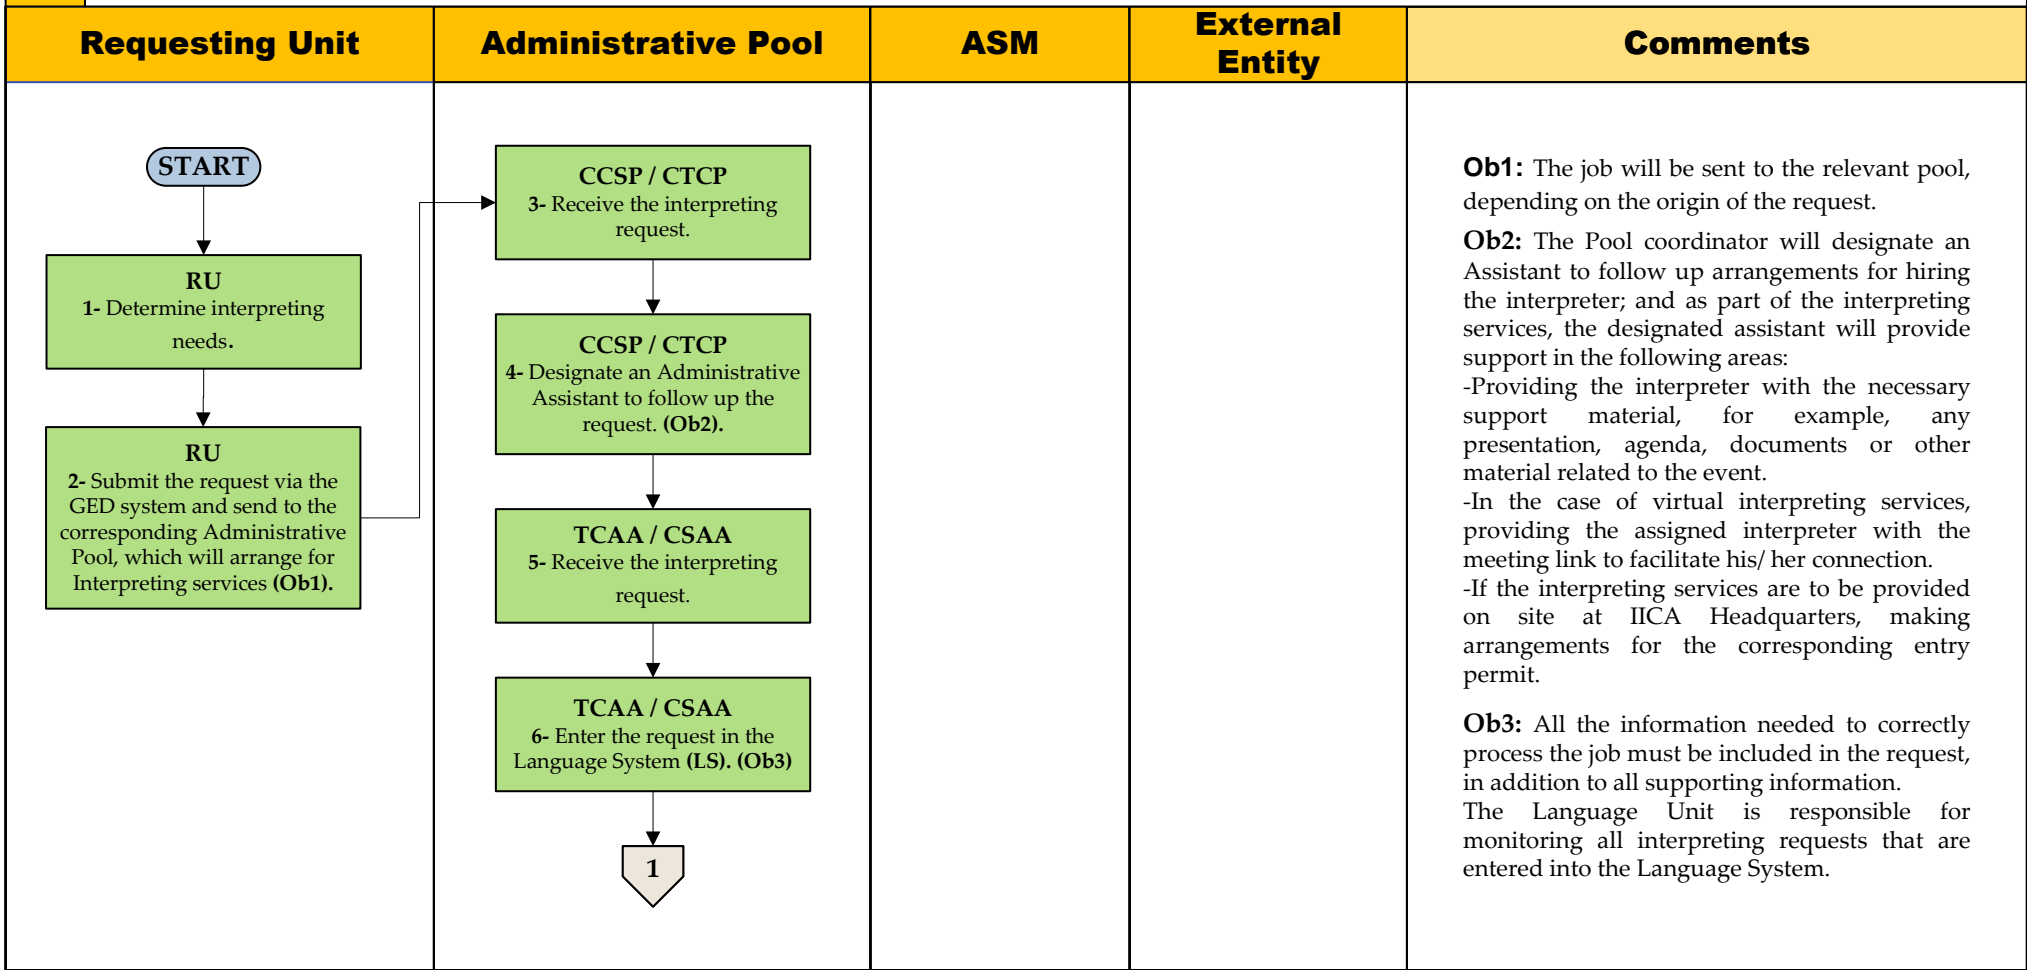 Requesting Unit
Administrative Pool
ASM
External
Entity
Comments
START
RU
1- Determine interpreting
needs.
RU
2- Submit the request via the
GED system and send to the
corresponding Administrative
Pool, which will arrange for
Interpreting services (Ob1).
CCSP / CTCP
3- Receive the interpreting
request.
CCSP / CTCP
4- Designate an Administrative
Assistant to follow up the
request. (Ob2).
TCAA / CSAA
5- Receive the interpreting
request.
TCAA / CSAA
6- Enter the request in the
Language System (LS). (Ob3)
1
Ob1: The job will be sent to the relevant pool,
depending on the origin of the request.
Ob2: The Pool coordinator will designate an
Assistant to follow up arrangements for hiring
the interpreter; and as part of the interpreting
services, the designated assistant will provide
support in the following areas:
-Providing the interpreter with the necessary
support material, for example, any
presentation, agenda, documents or other
material related to the event.
-In the case of virtual interpreting services,
providing the assigned interpreter with the
meeting link to facilitate his/ her connection.
-If the interpreting services are to be provided
on site at IICA Headquarters, making
arrangements for the corresponding entry
permit.
Ob3: All the information needed to correctly
process the job must be included in the request,
in addition to all supporting information.
The Language Unit is responsible for
monitoring all interpreting requests that are
entered into the Language System.